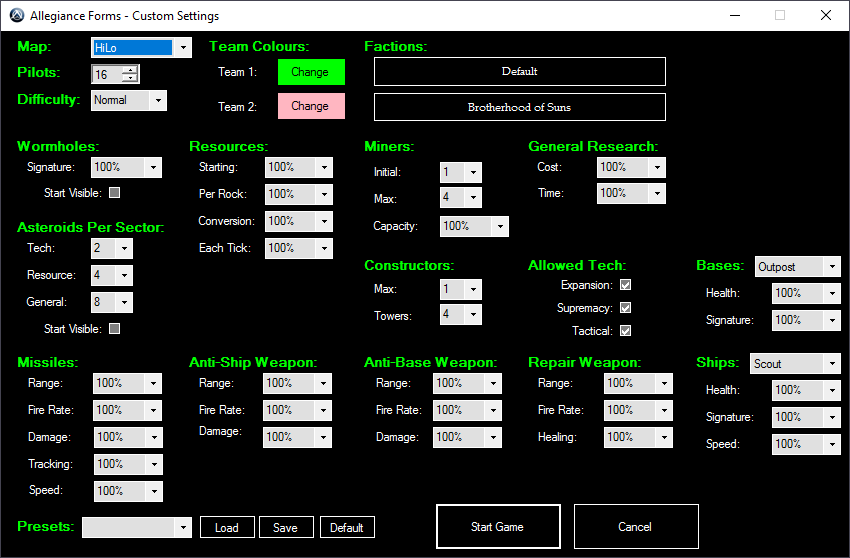 Allegiance Forms - Custom Settings
Map: HiLo
Team Colours:
Factions:
Pilots: 16
Team 1: Change
Default
Difficulty: Normal
Team 2: Change
Brotherhood of Suns
Wormholes:
Signature: 100%
Start Visible:
Resources:
Starting: 100%
Per Rock: 100%
Conversion: 100%
Each Tick: 100%
Miners:
Initial: 1
Max: 4
Capacity: 100%
General Research:
Cost: 100%
Time: 100%
Asteroids Per Sector:
Tech: 2
Resource: 4
General: 8
Start Visible:
Constructors:
Max: 1
Towers: 4
Allowed Tech:
Expansion:
Supremacy:
Tactical:
Bases: Outpost
Health: 100%
Signature: 100%
Missiles:
Range: 100%
Fire Rate: 100%
Damage: 100%
Tracking: 100%
Speed: 100%
Anti-Ship Weapon:
Range: 100%
Fire Rate: 100%
Damage: 100%
Anti-Base Weapon:
Range: 100%
Fire Rate: 100%
Damage: 100%
Repair Weapon:
Range: 100%
Fire Rate: 100%
Healing: 100%
Ships: Scout
Health: 100%
Signature: 100%
Speed: 100%
Presets:
Load
Save
Default
Start Game
Cancel